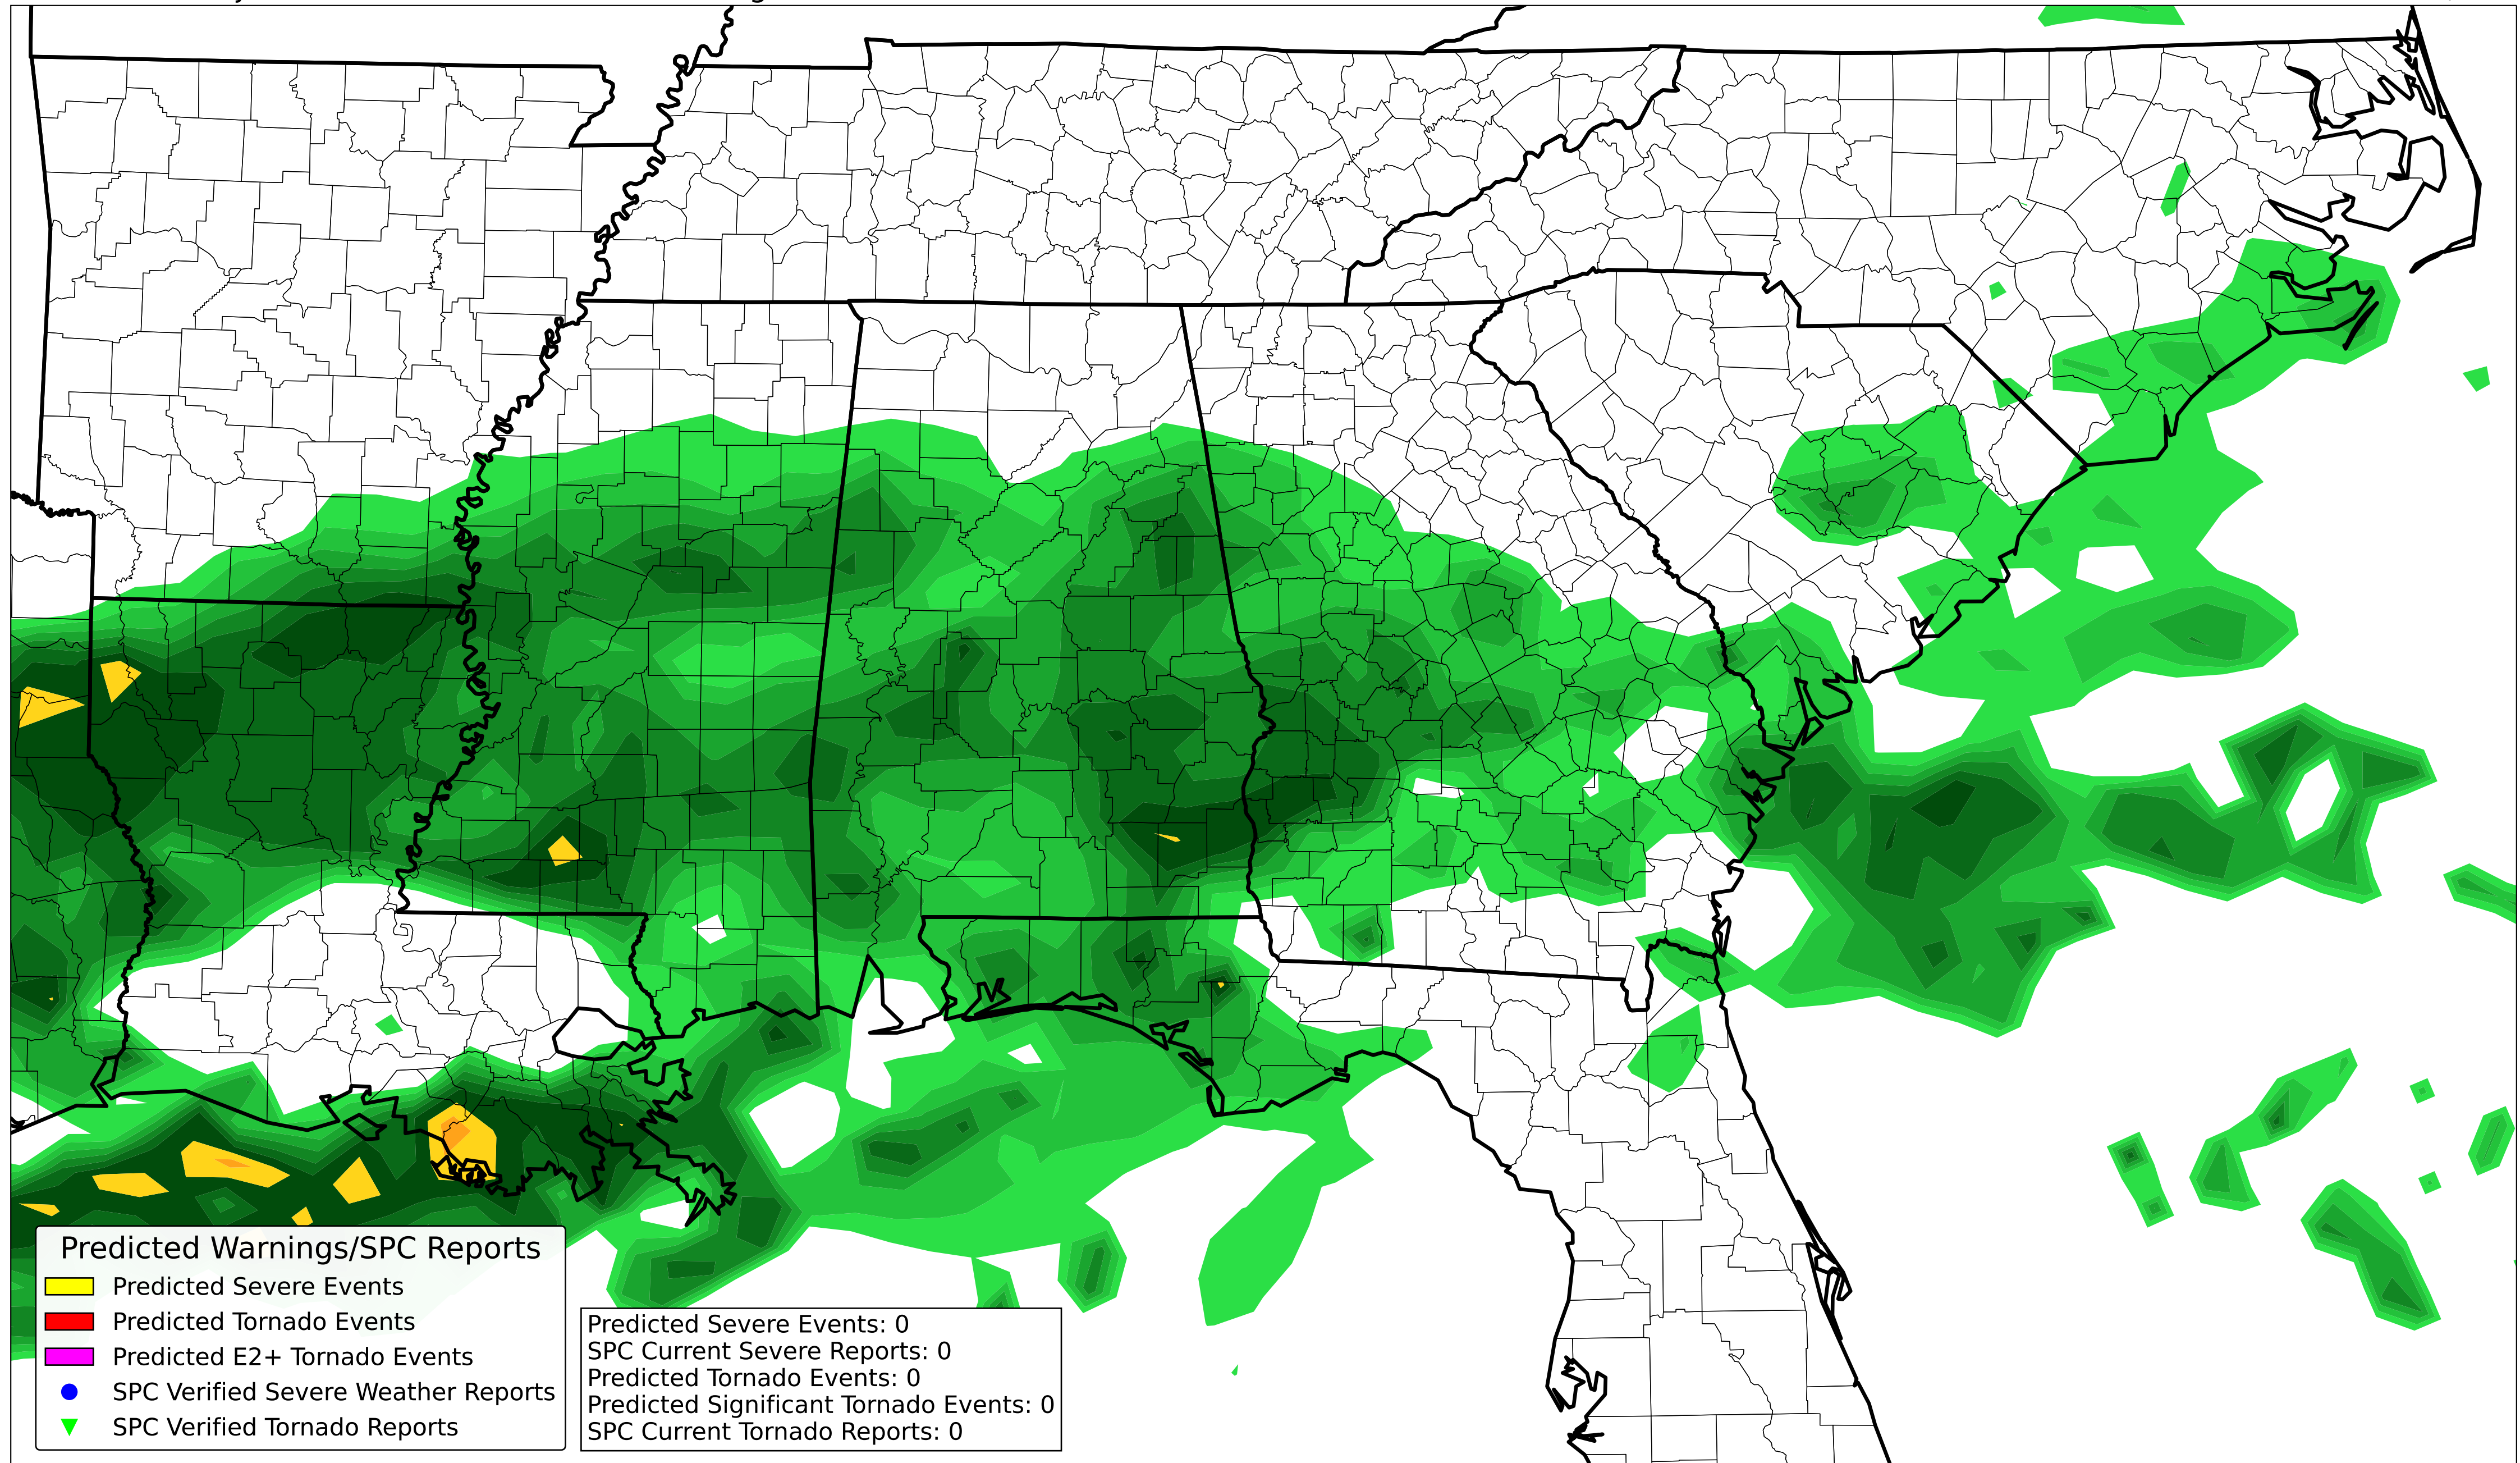 Predicted Warnings/SPC Reports
Predicted Severe Events
Predicted Tornado Events
Predicted E2+ Tornado Events
SPC Verified Severe Weather Reports
SPC Verified Tornado Reports
Predicted Severe Events: 0
SPC Current Severe Reports: 0
Predicted Tornado Events: 0
Predicted Significant Tornado Events: 0
SPC Current Tornado Reports: 0